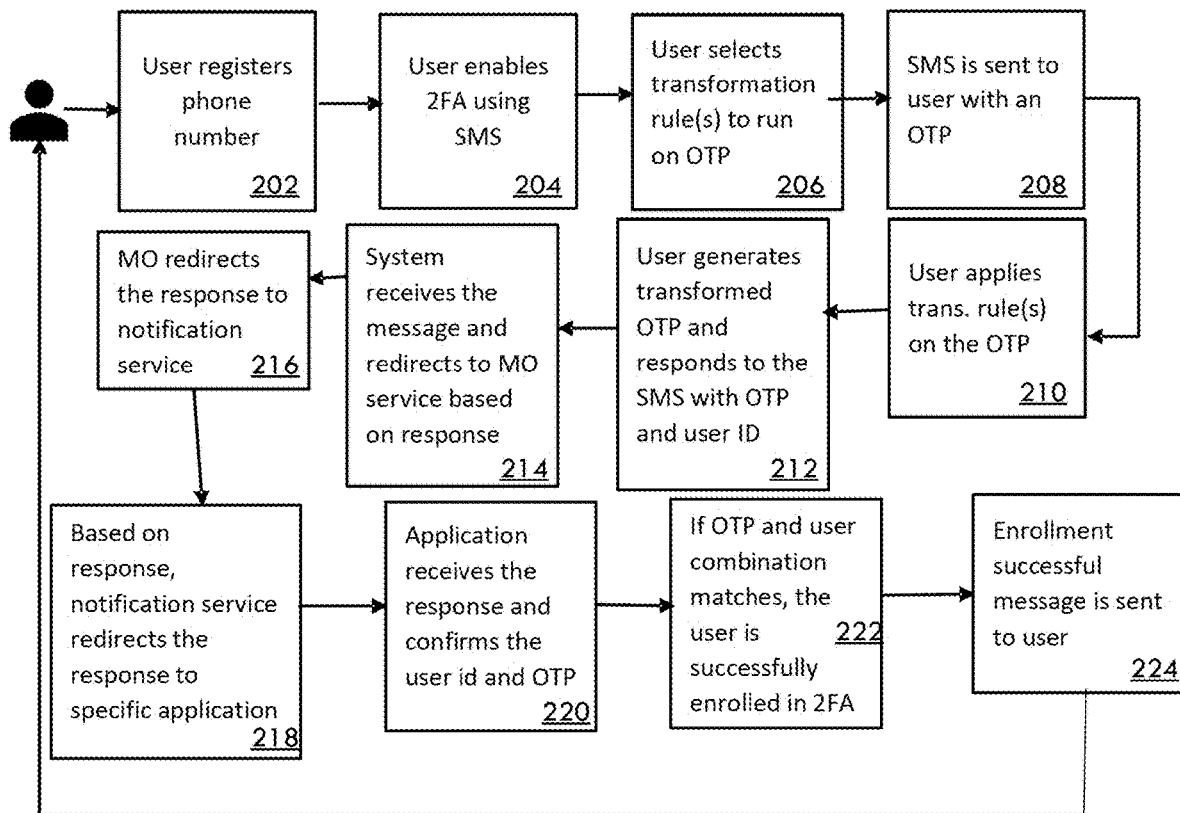 User registers
phone
number
202
User enables
2FA using
SMS
204
User selects
transformation
rule(s) to run
on OTP
206
SMS is sent to
user with an
OTP
208
User applies
trans. rule(s)
on the OTP
210
User generates
transformed
OTP and
responds to the
SMS with OTP
and user ID
212
System
receives the
message and
redirects to MO
service based
on response
214
MO redirects
the response to
notification
service
216
Based on
response,
notification service
redirects the
response to
specific application
218
Application
receives the
response and
confirms the
user id and OTP
220
If OTP and user
combination
matches, the
user is
successfully
enrolled in 2FA
222
Enrollment
successful
message is sent
to user
224